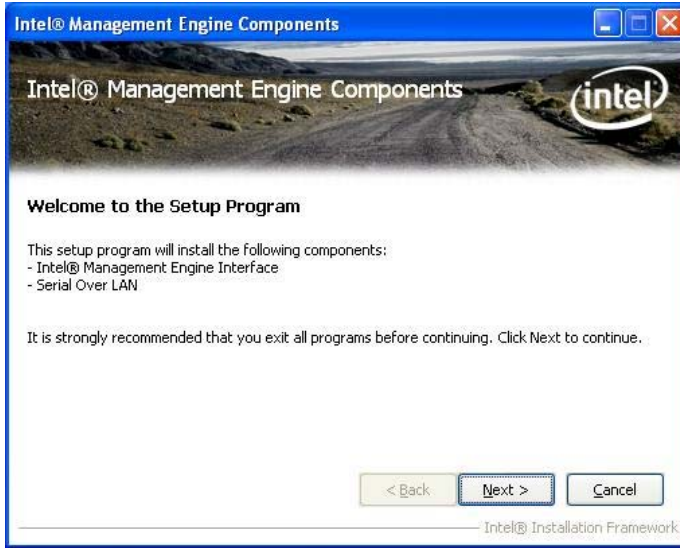 Intel® Management Engine Components
Intel® Management Engine Components
intel
Welcome to the Setup Program
This setup program will install the following components:
- Intel® Management Engine Interface
- Serial Over LAN
It is strongly recommended that you exit all programs before continuing. Click Next to continue.
< Back Next > Cancel
Intel® Installation Framework